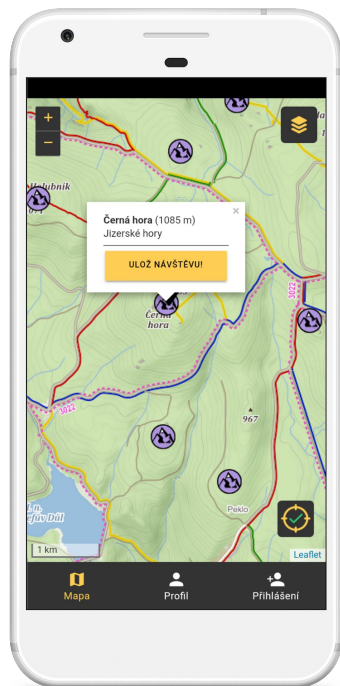 +
−
Holubník
Černá hora (1085 m)
×
Jizerské hory
ULOŽ NÁVŠTĚVU!
Černá
hora
3022
3022
967
Peklo
1 km
Leaflet
Mapa
Profil
Přihlášení